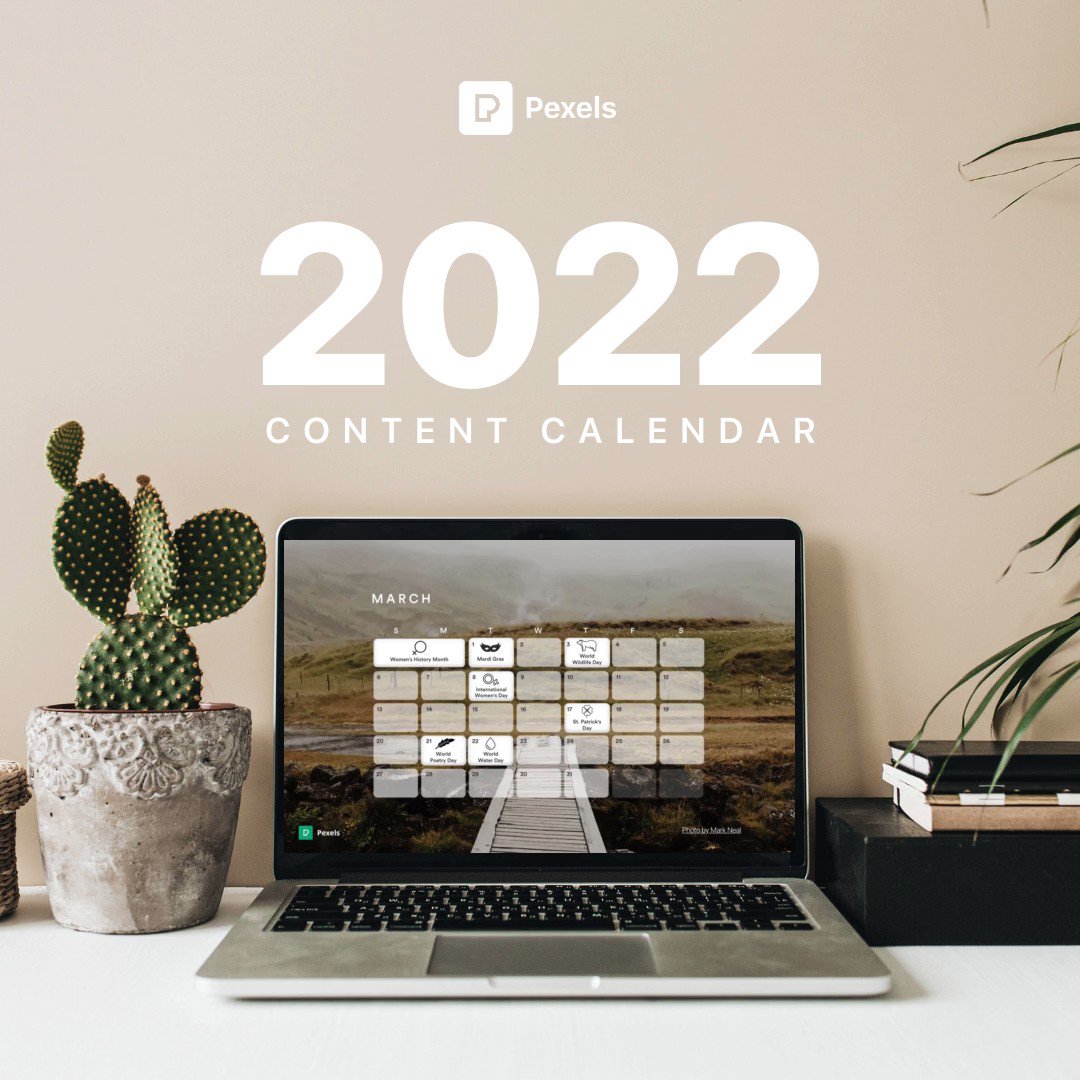 Pexels
2022
CONTENT CALENDAR
MARCH
S M T W T F S
Women's History Month
1
Mardi Gras
2
3
World
Wildlife Day
4
5
6
7
8
International
Women's Day
9
10
11
12
13
14
15
16
17
St. Patrick's
Day
18
19
20
21
World
Poetry Day
22
World
Water Day
23
24
25
26
27
28
29
30
31
Pexels
Photo by Mark Neal